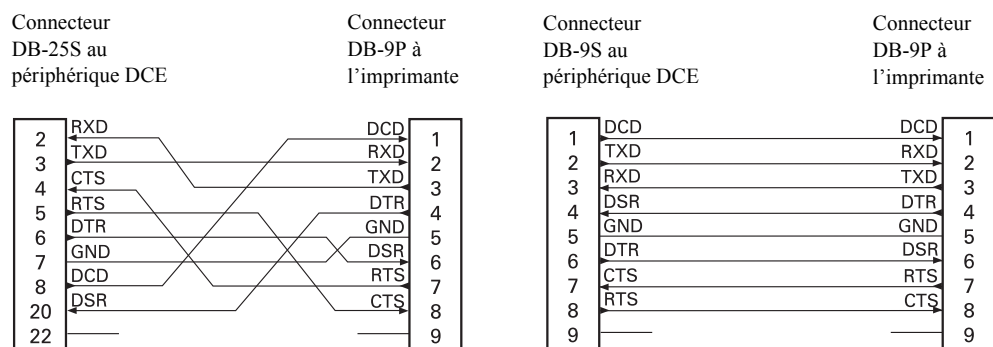 Connecteur
DB-25S au
périphérique DCE
Connecteur
DB-9P à
l'imprimante
2 RXD DCD 1
3 TXD RXD 2
4 CTS TXD 3
5 RTS DTR 4
6 DTR GND 5
7 GND DSR 6
8 DCD RTS 7
20 DSR CTS 8
22 9
Connecteur
DB-9S au
périphérique DCE
Connecteur
DB-9P à
l'imprimante
1 DCD DCD 1
2 TXD RXD 2
3 RXD TXD 3
4 DSR DTR 4
5 GND GND 5
6 DTR DSR 6
7 CTS RTS 7
8 RTS CTS 8
9 9